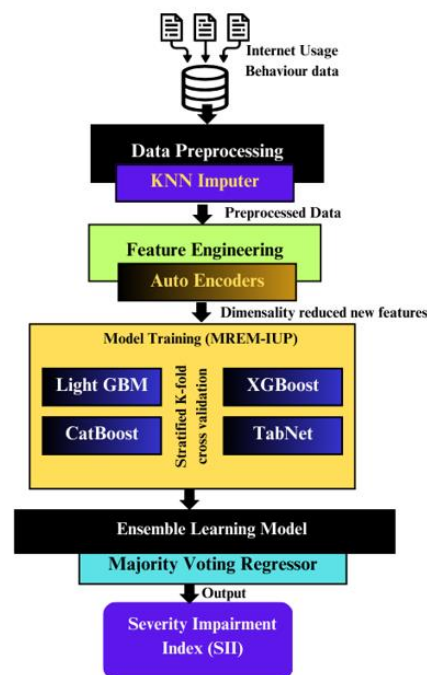 Internet Usage
Behaviour data
Data Preprocessing
KNN Imputer
Preprocessed Data
Feature Engineering
Auto Encoders
Dimensality reduced new features
Model Training (MREM-IUP)
Light GBM
XGBoost
Stratified K-fold
cross validation
CatBoost
TabNet
Ensemble Learning Model
Majority Voting Regressor
Output
Severity Impairment
Index (SII)